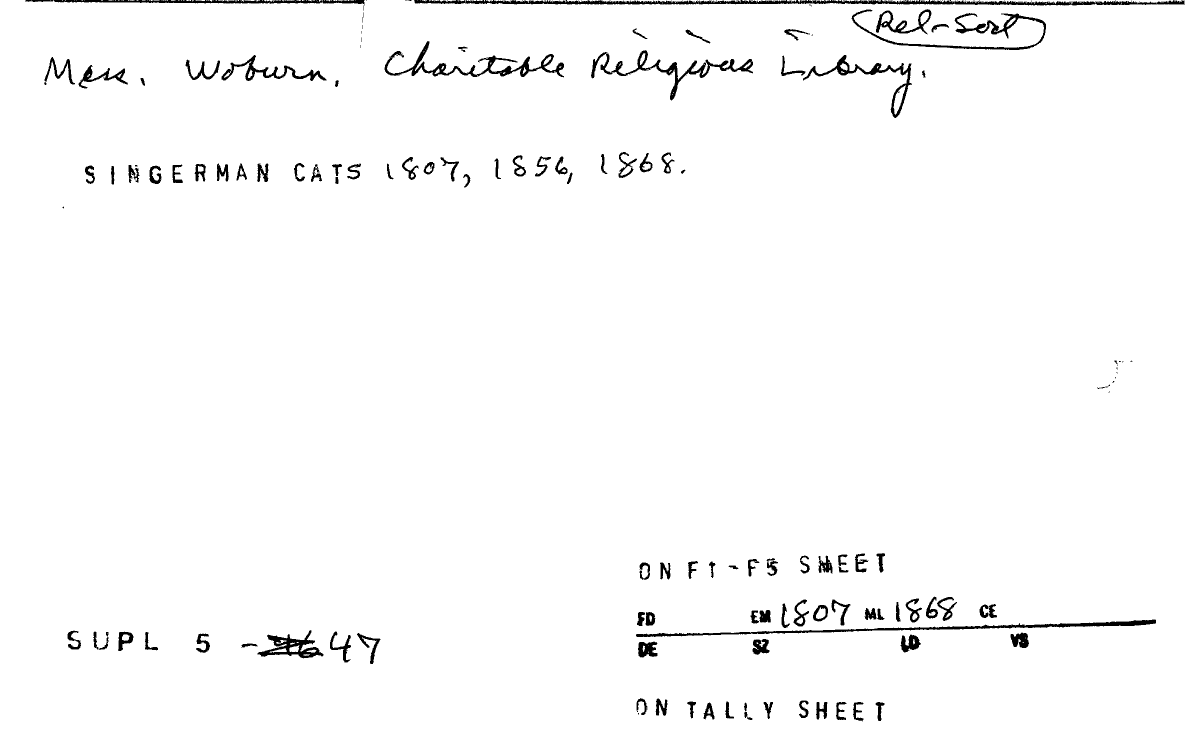 Rel-Sort
Mass. Woburn. Charitable Religious Library.
SINGERMAN CATS 1807, 1856, 1868.
ON F1-F5 SHEET
FD EM 1807 ML 1868 CE
DE SZ LD VS
SUPL 5 - 47
ON TALLY SHEET